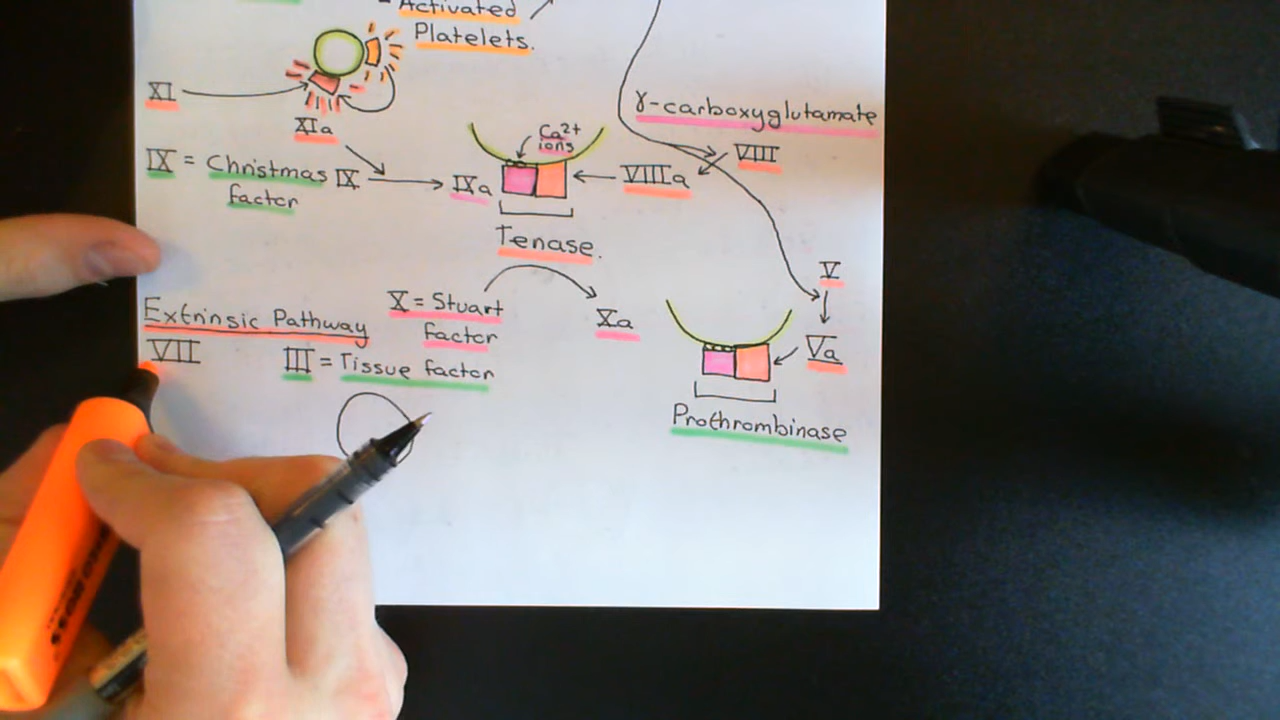 - Activated
Platelets.
XI
XIa
IX = Christmas
factor
IX
IXa
Ca2+
ions
VIIIa
γ-carboxyglutamate
VIII
Tenase.
V
Va
Extrinsic Pathway
X = Stuart
factor
Xa
VII
III = Tissue factor
Prothrombinase